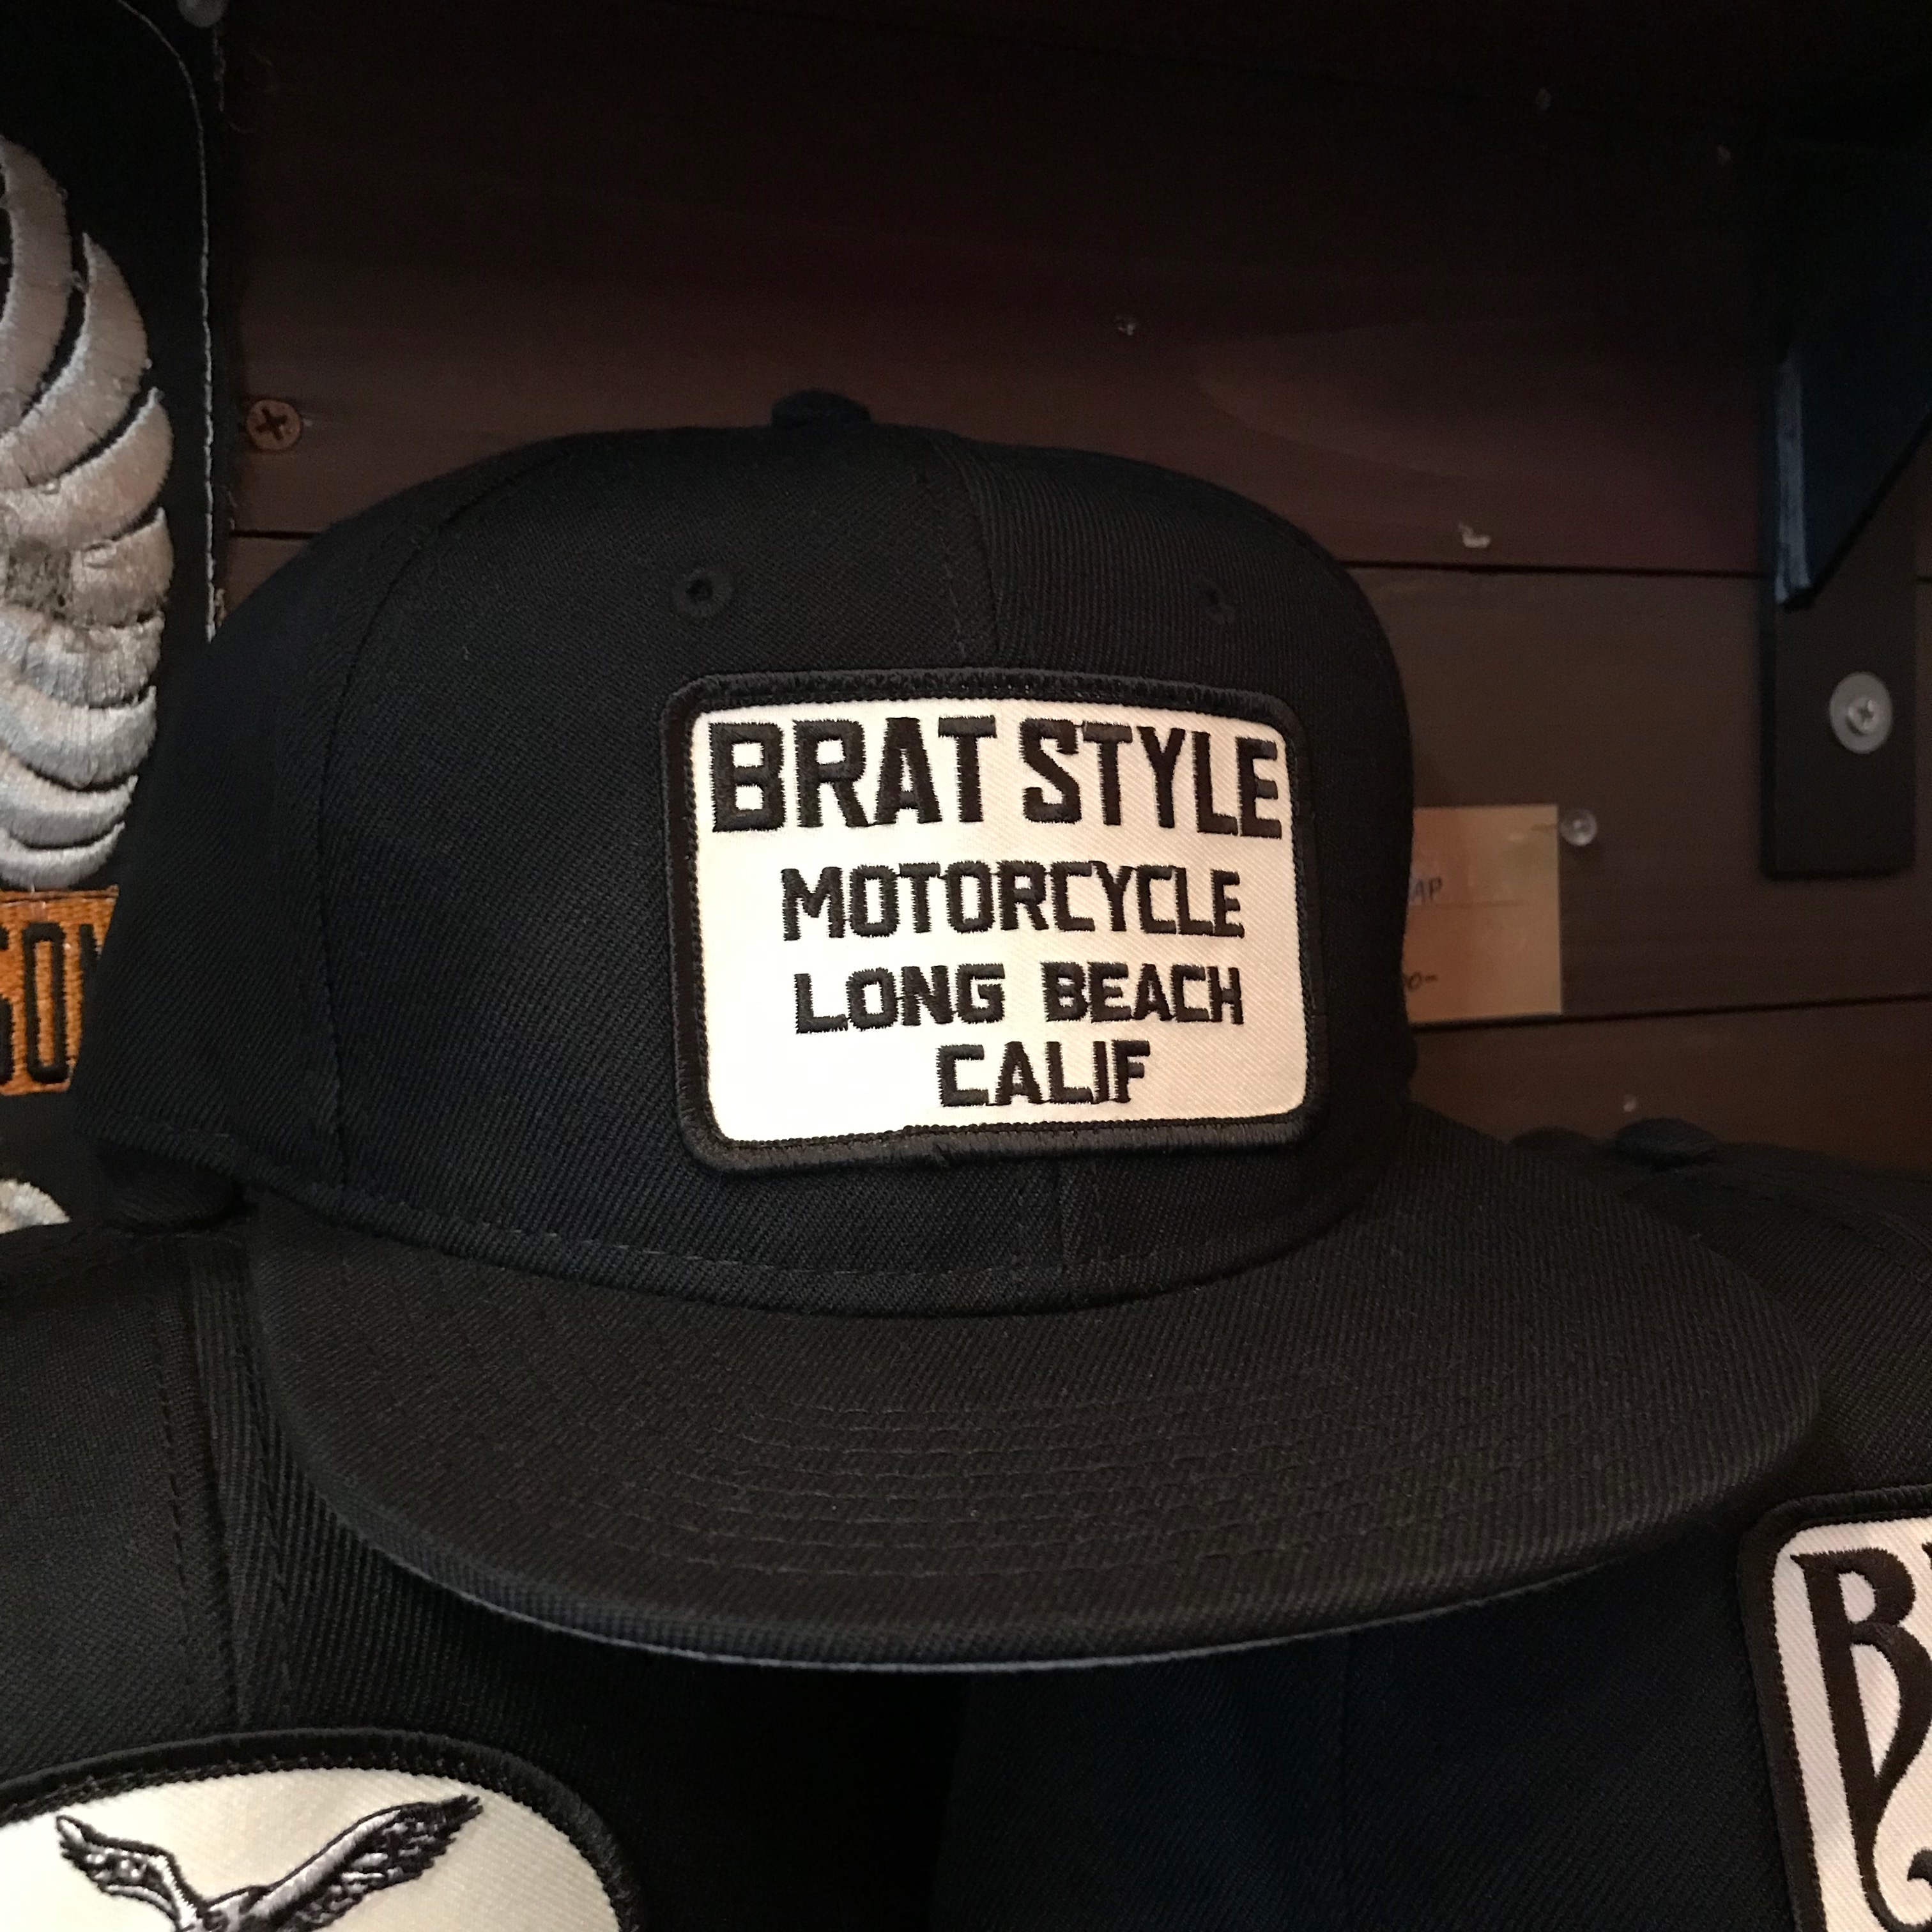 BRAT STYLE
MOTORCYCLE
LONG BEACH
CALIF